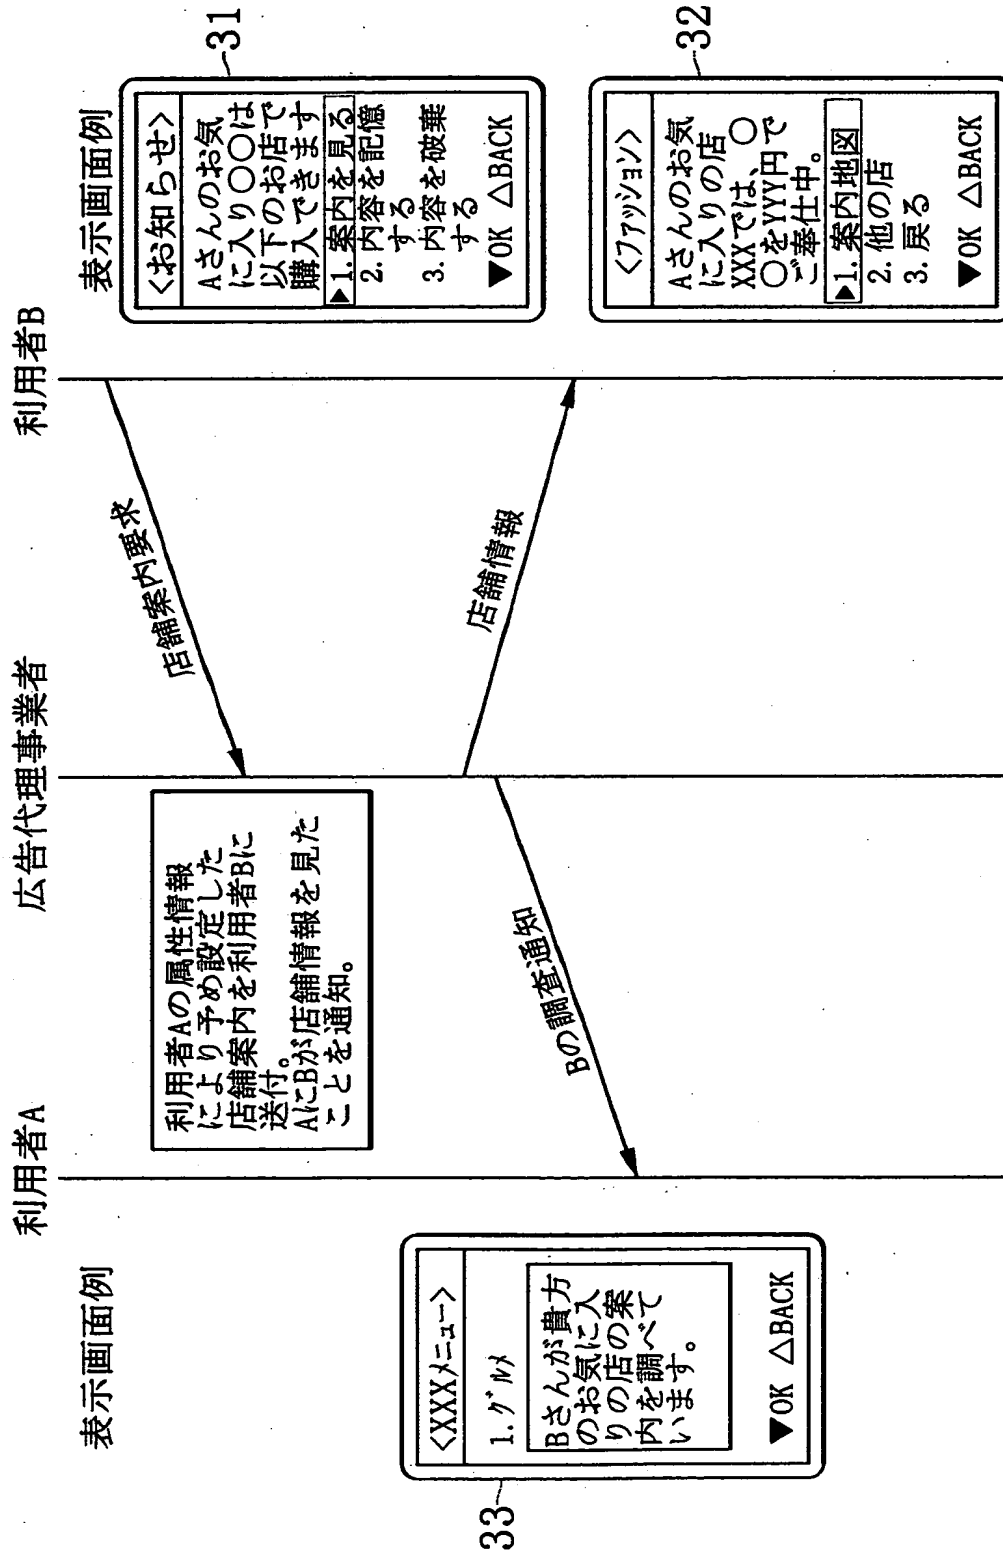 利用者A
広告代理事業者
利用者B
表示画面例
<XXXメニュー>
1.グルメ
Bさんが貴方
のお気に入
りの店の案
内を調べて
います。
▼OK △BACK
33
利用者Aの属性情報
により予め設定した
店舗案内を利用者Bに
送付。
AにBが店舗情報を見た
ことを通知。
店舗案内要求
店舗情報
Bの調査通知
表示画面例
<お知らせ>
Aさんのお気
に入り〇〇は
以下のお店で
購入できます
▶1.案内を見る
2.内容を記憶
する
3.内容を破棄
する
▼OK △BACK
31
<ファッション>
Aさんのお気
に入りの店
XXXでは、〇
〇をYYY円で
ご奉仕中。
▶1.案内地図
2.他の店
3.戻る
▼OK △BACK
32